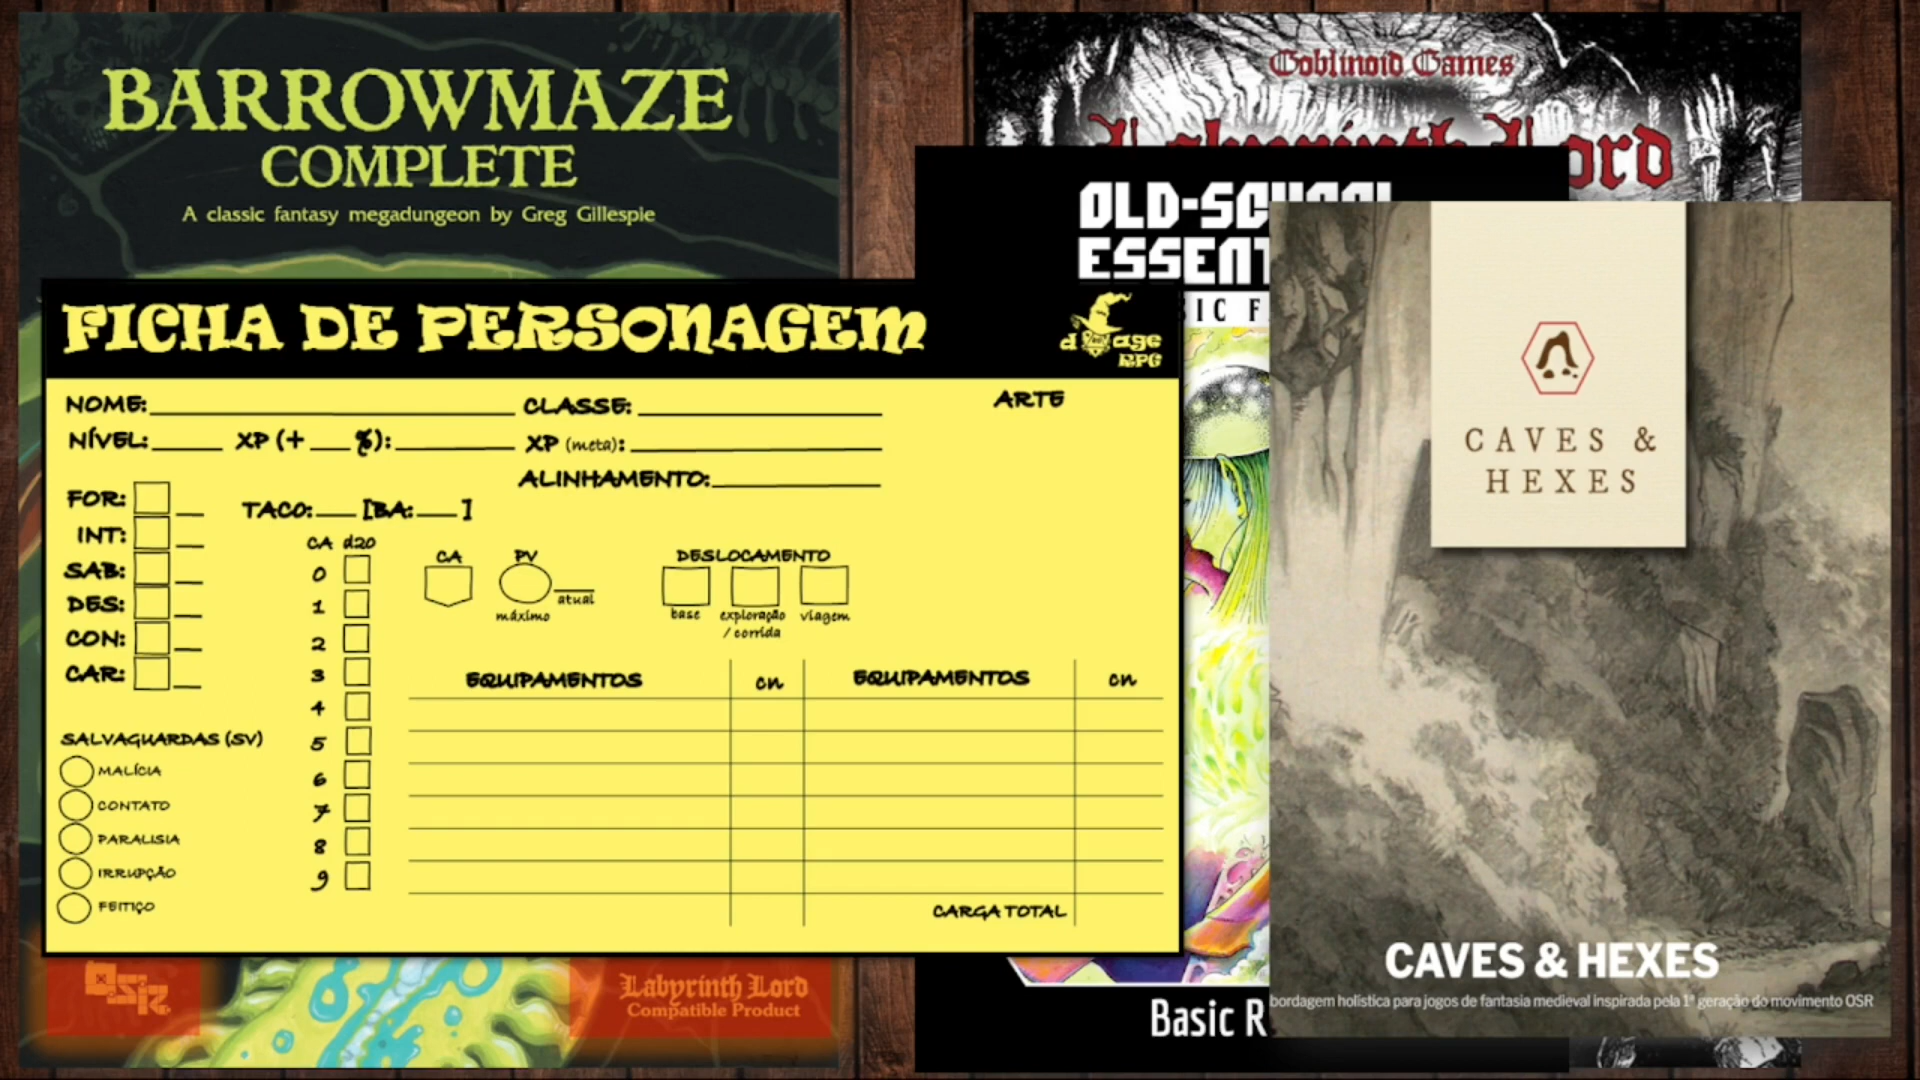 BARROWMAZE
COMPLETE
A classic fantasy megadungeon by Greg Gillespie
Goblinoid Games
Labyrinth Lord
OLD-SCHOOL
FICHA DE PERSONAGEM
d age
RPG
NOME: CLASSE: ARTE
NÍVEL: XP (+ %): XP (meta):
ALINHAMENTO:
FOR:
INT:
SAB:
DES:
CON:
CAR:
TACO: [BA: ]
CA d20
0
1
2
3
4
5
6
7
8
9
CA
PV
máximo
atual
DESLOCAMENTO
base
exploração
/ corrida
viagem
EQUIPAMENTOS cn EQUIPAMENTOS cn
CARGA TOTAL
SALVAGUARDAS (SV)
MALÍCIA
CONTATO
PARALISIA
IRRUPÇÃO
FEITIÇO
OSR
Labyrinth Lord
Compatible Product
Basic
CAVES &
HEXES
CAVES & HEXES
bordagem holística para jogos de fantasia medieval inspirada pela 1ª geração do movimento OSR